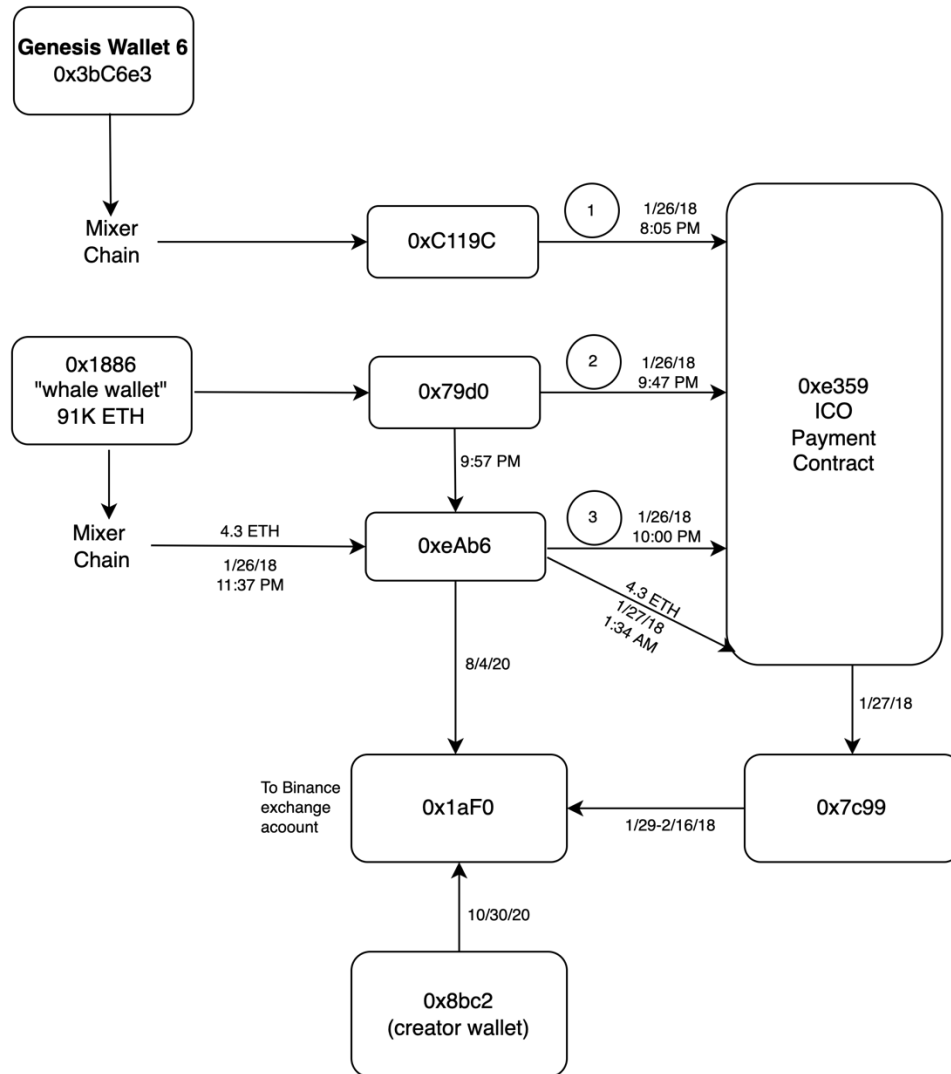 Genesis Wallet 6
0x3bC6e3
Mixer
Chain
0xC119C
1
1/26/18
8:05 PM
0x1886
"whale wallet"
91K ETH
0x79d0
2
1/26/18
9:47 PM
0xe359
ICO
Payment
Contract
9:57 PM
Mixer
Chain
4.3 ETH
1/26/18
11:37 PM
0xeAb6
3
1/26/18
10:00 PM
4.3 ETH
1/27/18
1:34 AM
8/4/20
1/27/18
To Binance
exchange
acoount
0x1aF0
1/29-2/16/18
0x7c99
10/30/20
0x8bc2
(creator wallet)